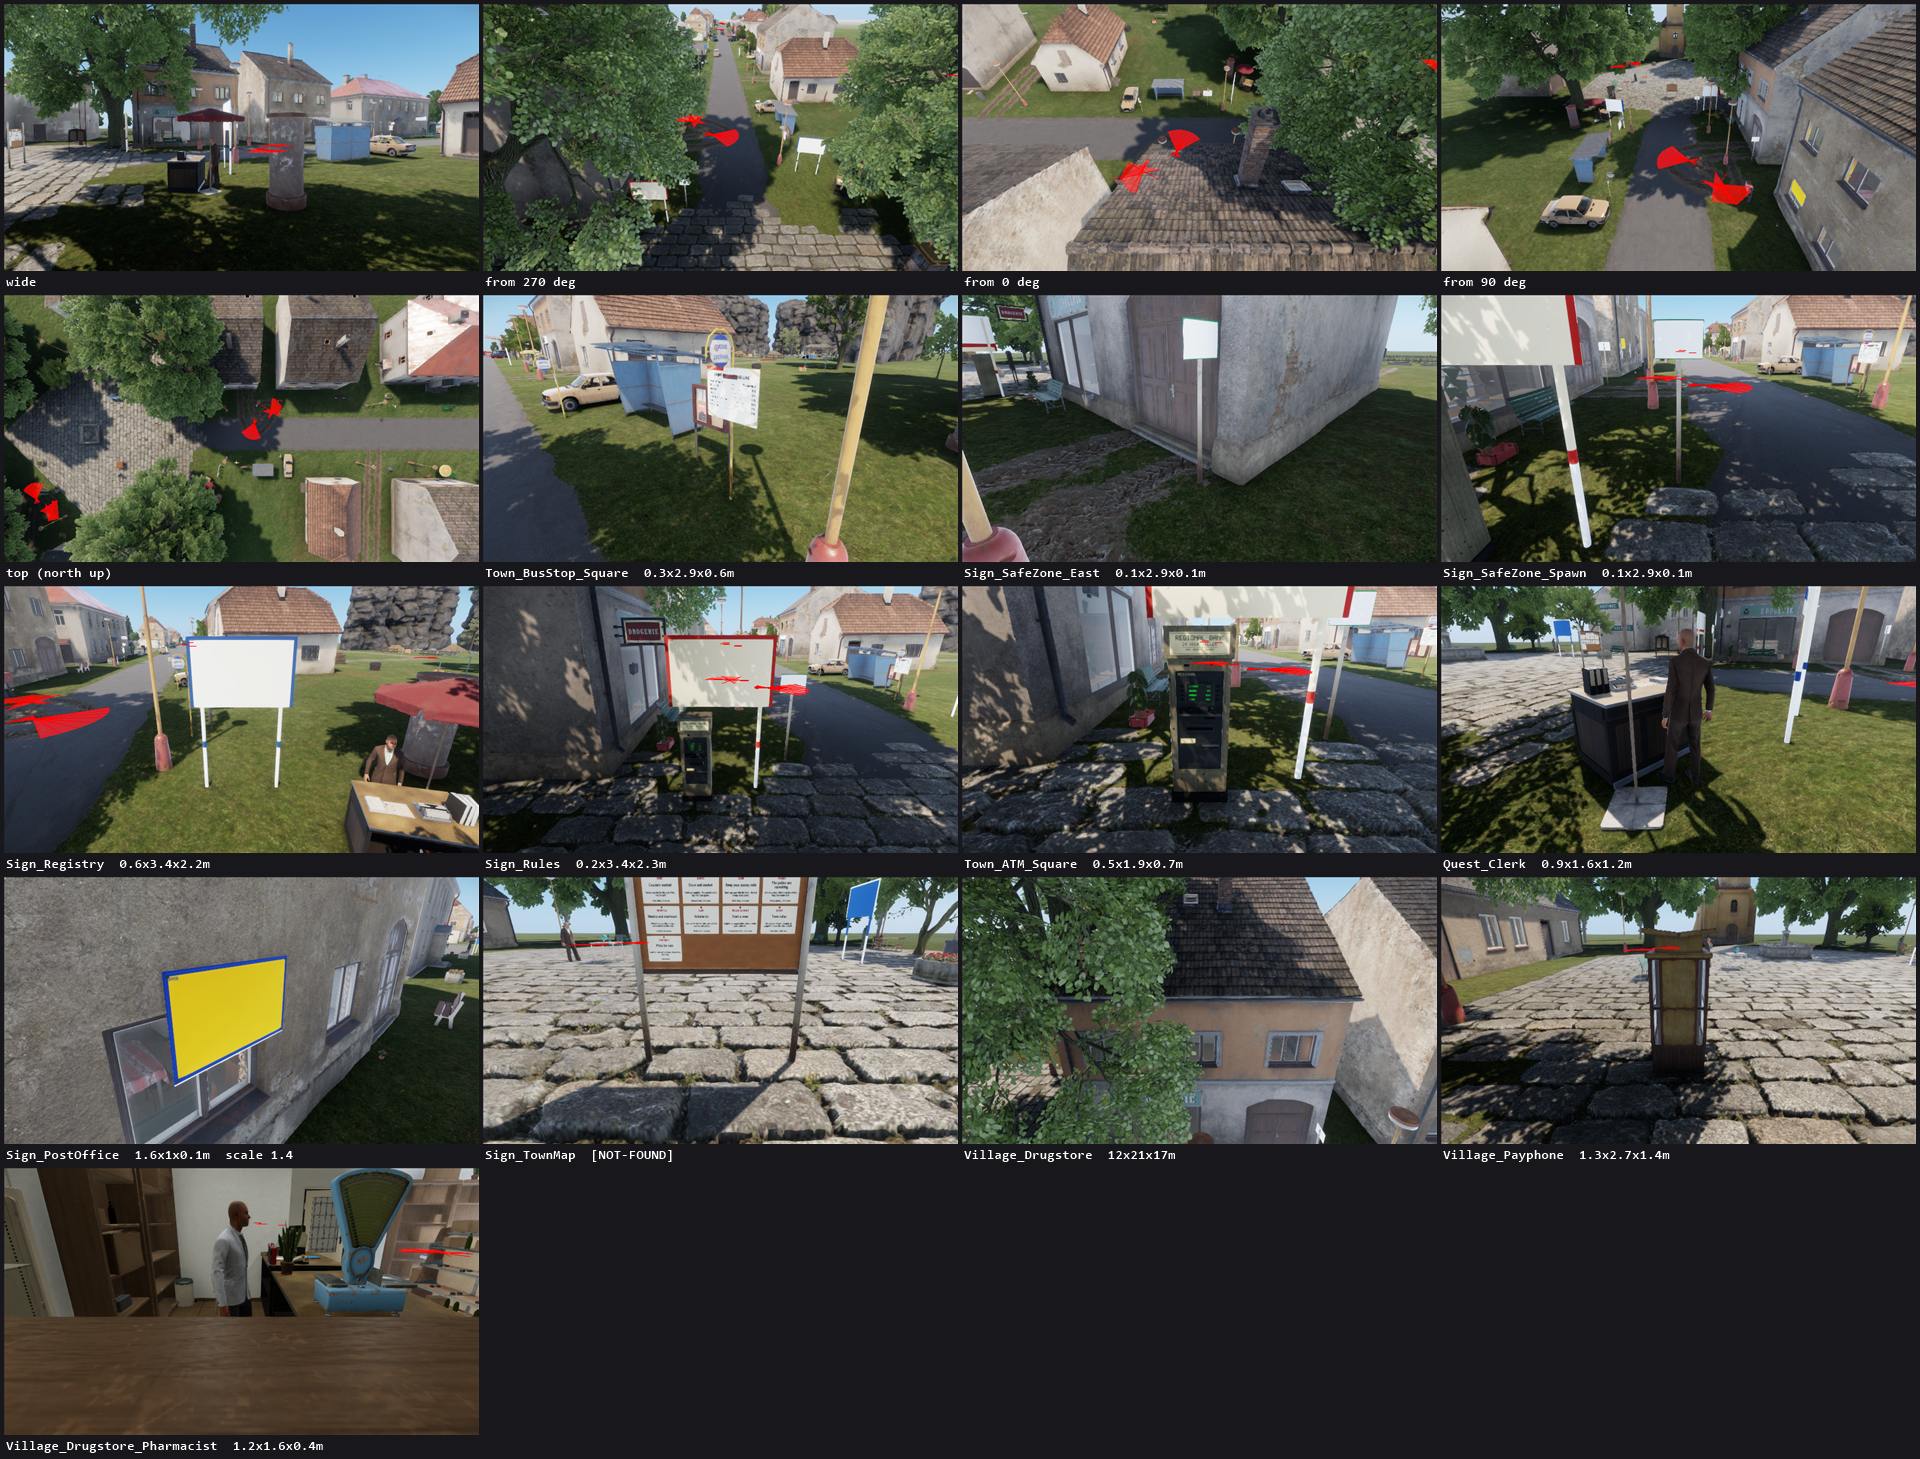 wide
from 270 deg
from 0 deg
from 90 deg
top (north up)
Town_BusStop_Square 0.3x2.9x0.6m
DROGERIE
Sign_SafeZone_East 0.1x2.9x0.1m
Sign_SafeZone_Spawn 0.1x2.9x0.1m
Sign_Registry 0.6x3.4x2.2m
DROGERIE
Sign_Rules 0.2x3.4x2.3m
REGIONAL BANK
Town_ATM_Square 0.5x1.9x0.7m
Quest_Clerk 0.9x1.6x1.2m
Sign_PostOffice 1.6x1x0.1m scale 1.4
Sign_TownMap [NOT-FOUND]
Village_Drugstore 12x21x17m
Village_Payphone 1.3x2.7x1.4m
Village_Drugstore_Pharmacist 1.2x1.6x0.4m